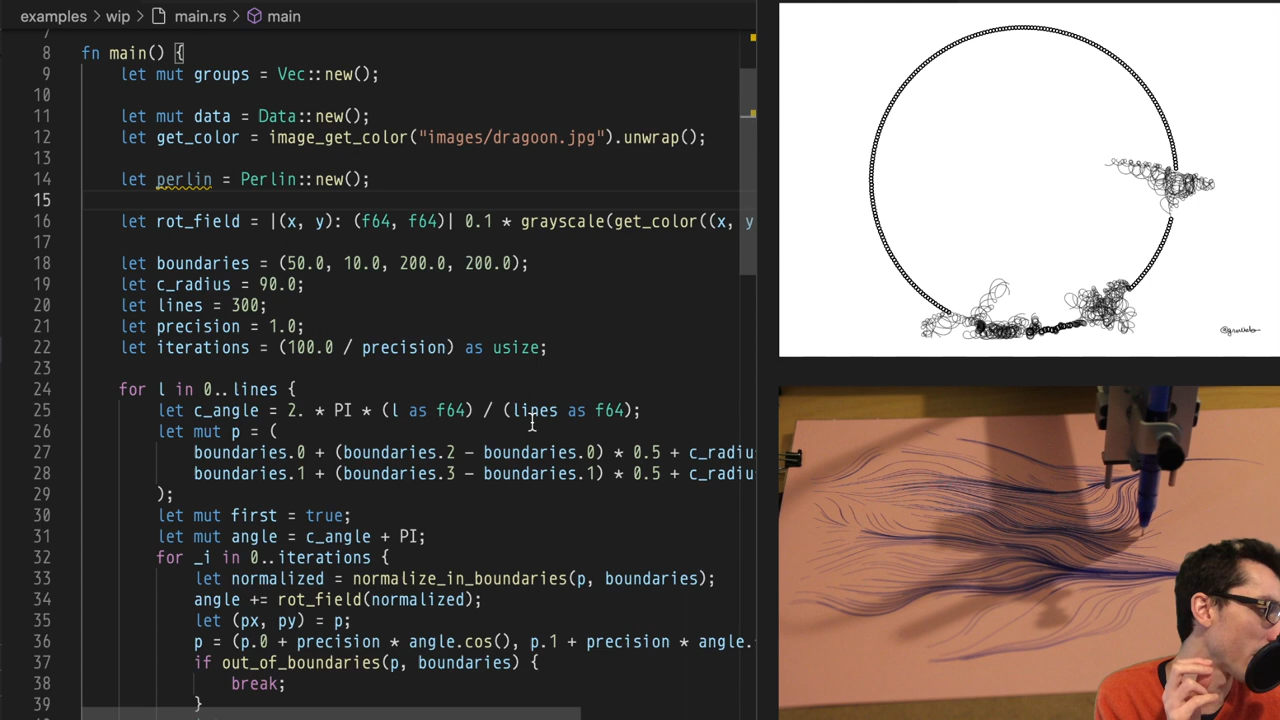 examples > wip > main.rs > main
7
8 fn main() {
9 let mut groups = Vec::new();
10
11 let mut data = Data::new();
12 let get_color = image_get_color("images/dragoon.jpg").unwrap();
13
14 let perlin = Perlin::new();
15
16 let rot_field = |(x, y): (f64, f64)| 0.1 * grayscale(get_color((x, y
17
18 let boundaries = (50.0, 10.0, 200.0, 200.0);
19 let c_radius = 90.0;
20 let lines = 300;
21 let precision = 1.0;
22 let iterations = (100.0 / precision) as usize;
23
24 for l in 0..lines {
25 let c_angle = 2. * PI * (l as f64) / (lines as f64);
26 let mut p = (
27 boundaries.0 + (boundaries.2 - boundaries.0) * 0.5 + c_radiu
28 boundaries.1 + (boundaries.3 - boundaries.1) * 0.5 + c_radiu
29 );
30 let mut first = true;
31 let mut angle = c_angle + PI;
32 for _i in 0..iterations {
33 let normalized = normalize_in_boundaries(p, boundaries);
34 angle += rot_field(normalized);
35 let (px, py) = p;
36 p = (p.0 + precision * angle.cos(), p.1 + precision * angle.
37 if out_of_boundaries(p, boundaries) {
38 break;
39 }